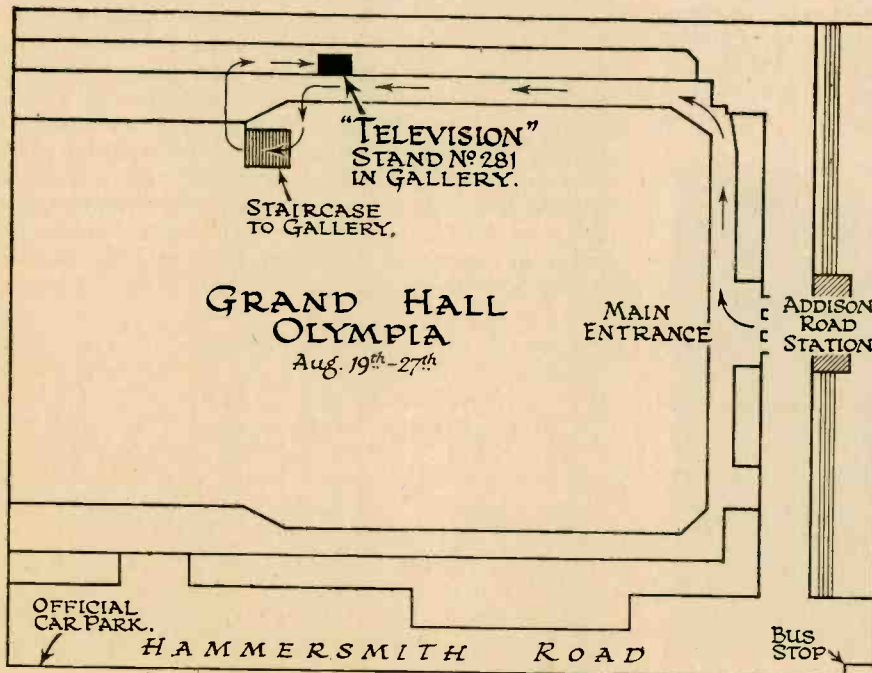 "TELEVISION"
STAND Nº 281
IN GALLERY.
STAIRCASE
TO GALLERY.
GRAND HALL
OLYMPIA
Aug. 19th-27th
MAIN
ENTRANCE
ADDISON
ROAD
STATION
OFFICIAL
CAR PARK.
HAMMERSMITH ROAD
BUS
STOP